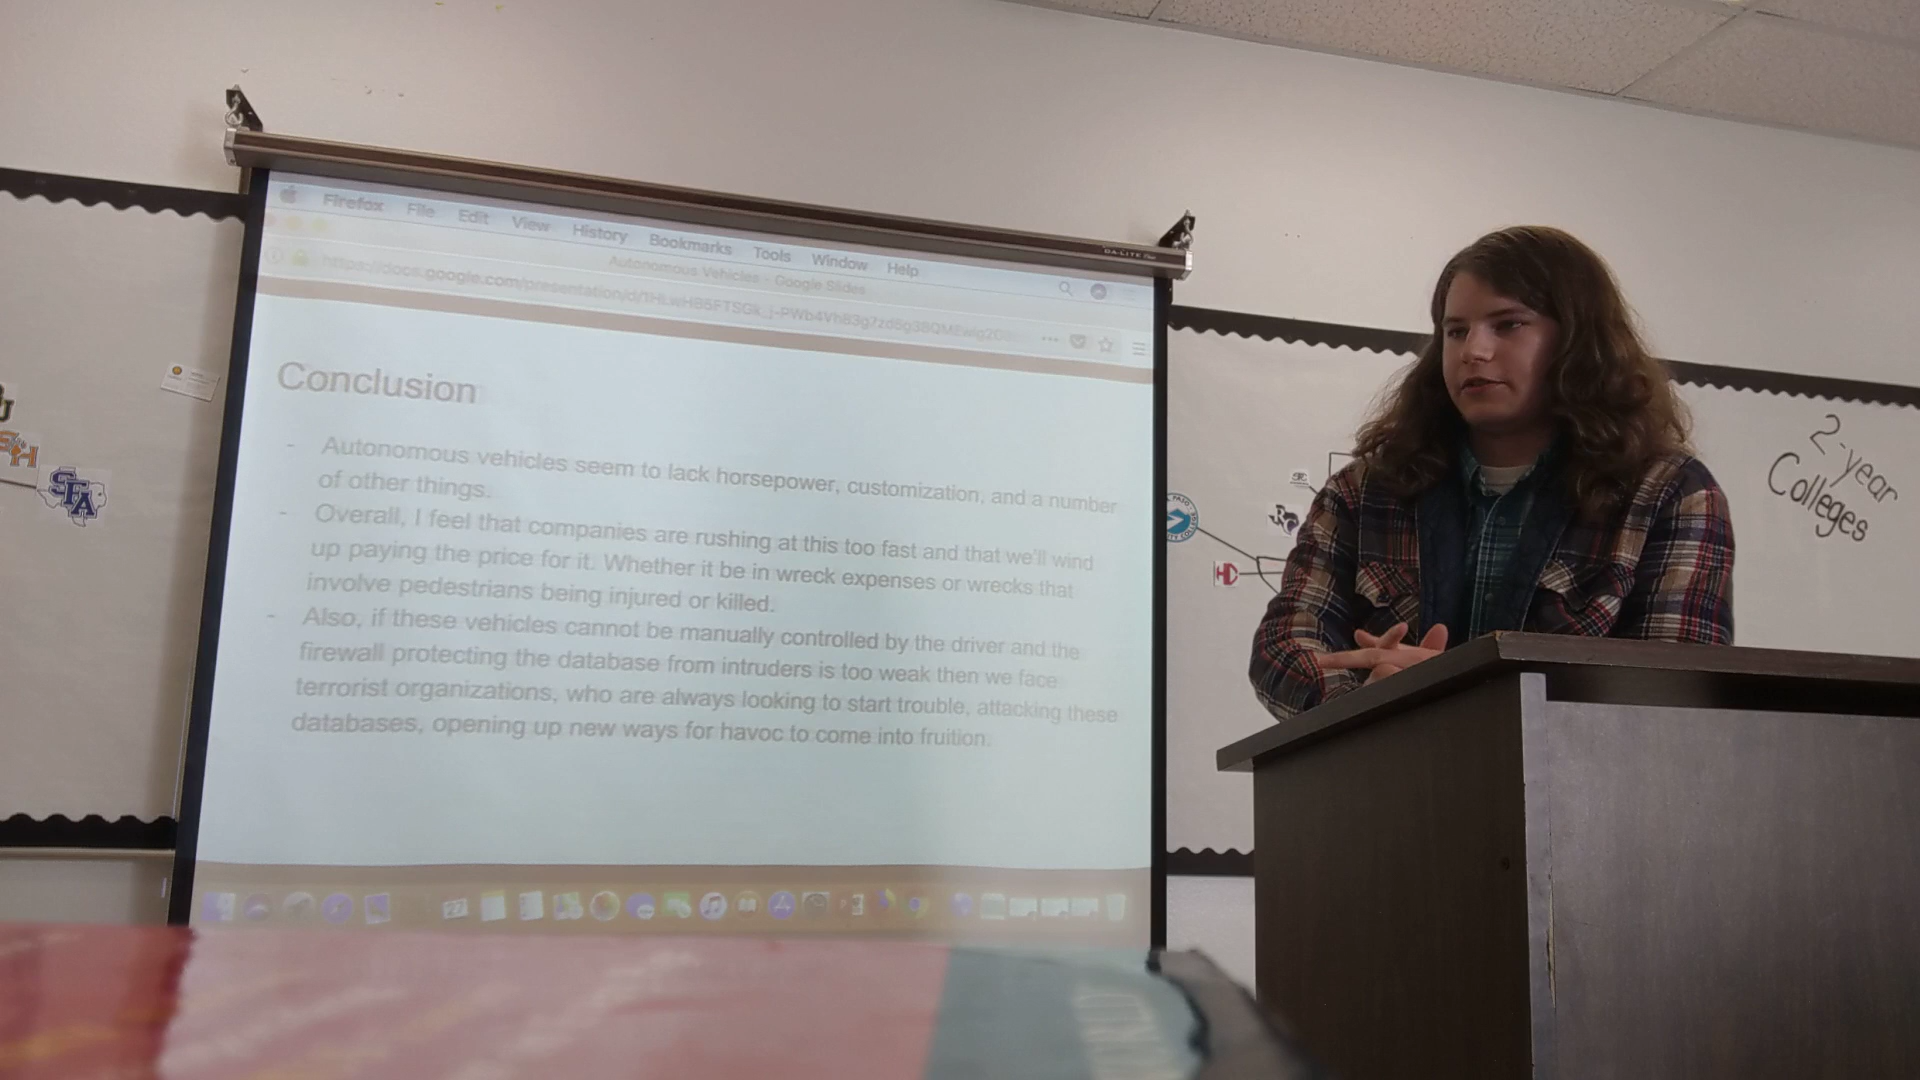 DA-LITE
Firefox File Edit View History Bookmarks Tools Window Help
Autonomous Vehicles - Google Slides
Conclusion
- Autonomous vehicles seem to lack horsepower, customization, and a number
of other things.
- Overall, I feel that companies are rushing at this too fast and that we'll wind
up paying the price for it. Whether it be in wreck expenses or wrecks that
involve pedestrians being injured or killed.
- Also, if these vehicles cannot be manually controlled by the driver and the
firewall protecting the database from intruders is too weak then we face
terrorist organizations, who are always looking to start trouble, attacking these
databases, opening up new ways for havoc to come into fruition.
27
SFA
HC
2-year
Colleges